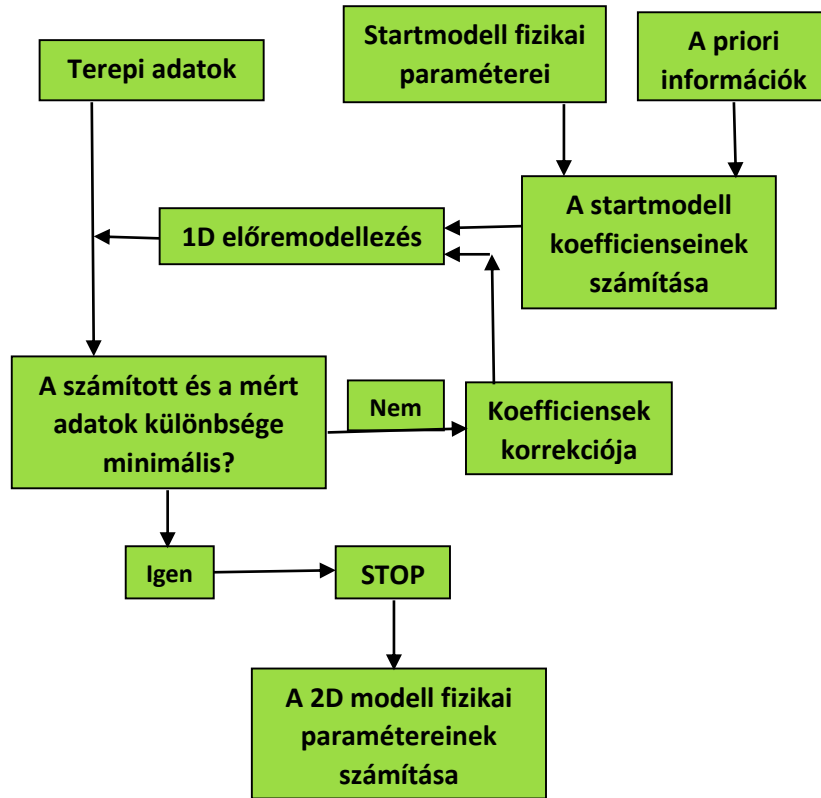 Terepi adatok
Startmodell fizikai
paraméterei
A priori
információk
A startmodell
koefficienseinek
számítása
1D előremodellezés
A számított és a mért
adatok különbsége
minimális?
Nem
Koefficiensek
korrekciója
Igen
STOP
A 2D modell fizikai
paramétereinek
számítása